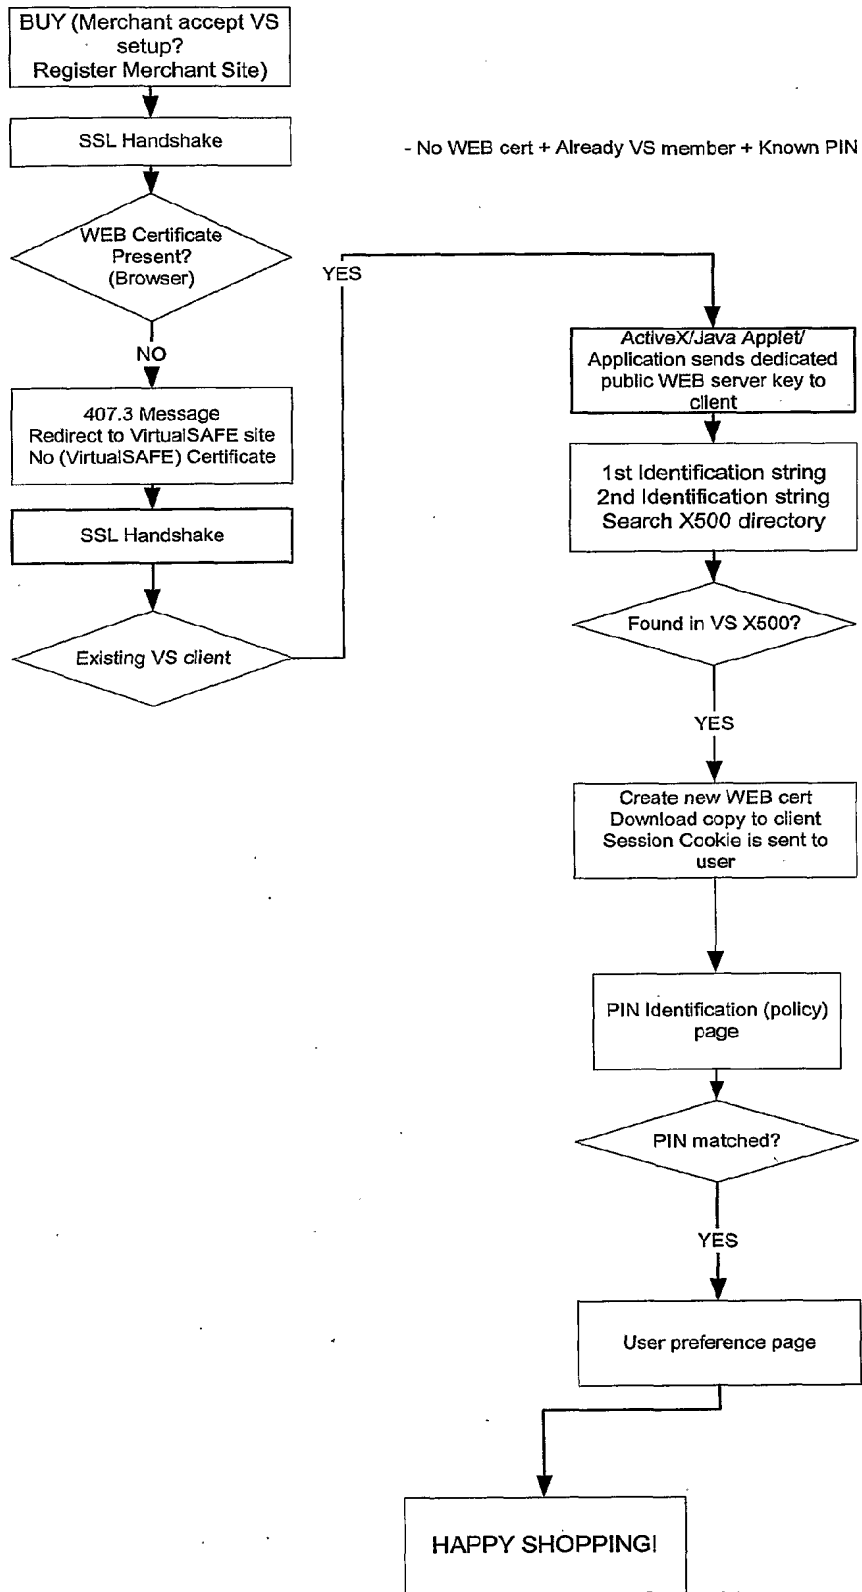 BUY (Merchant accept VS
setup?
Register Merchant Site)
SSL Handshake
- No WEB cert + Already VS member + Known PIN
WEB Certificate
Present?
(Browser)
NO
407.3 Message
Redirect to VirtualSAFE site
No (VirtualSAFE) Certificate
SSL Handshake
Existing VS client
YES
ActiveX/Java Applet/
Application sends dedicated
public WEB server key to
client
1st Identification string
2nd Identification string
Search X500 directory
Found in VS X500?
YES
Create new WEB cert
Download copy to client
Session Cookie is sent to
user
PIN Identification (policy)
page
PIN matched?
YES
User preference page
HAPPY SHOPPING!